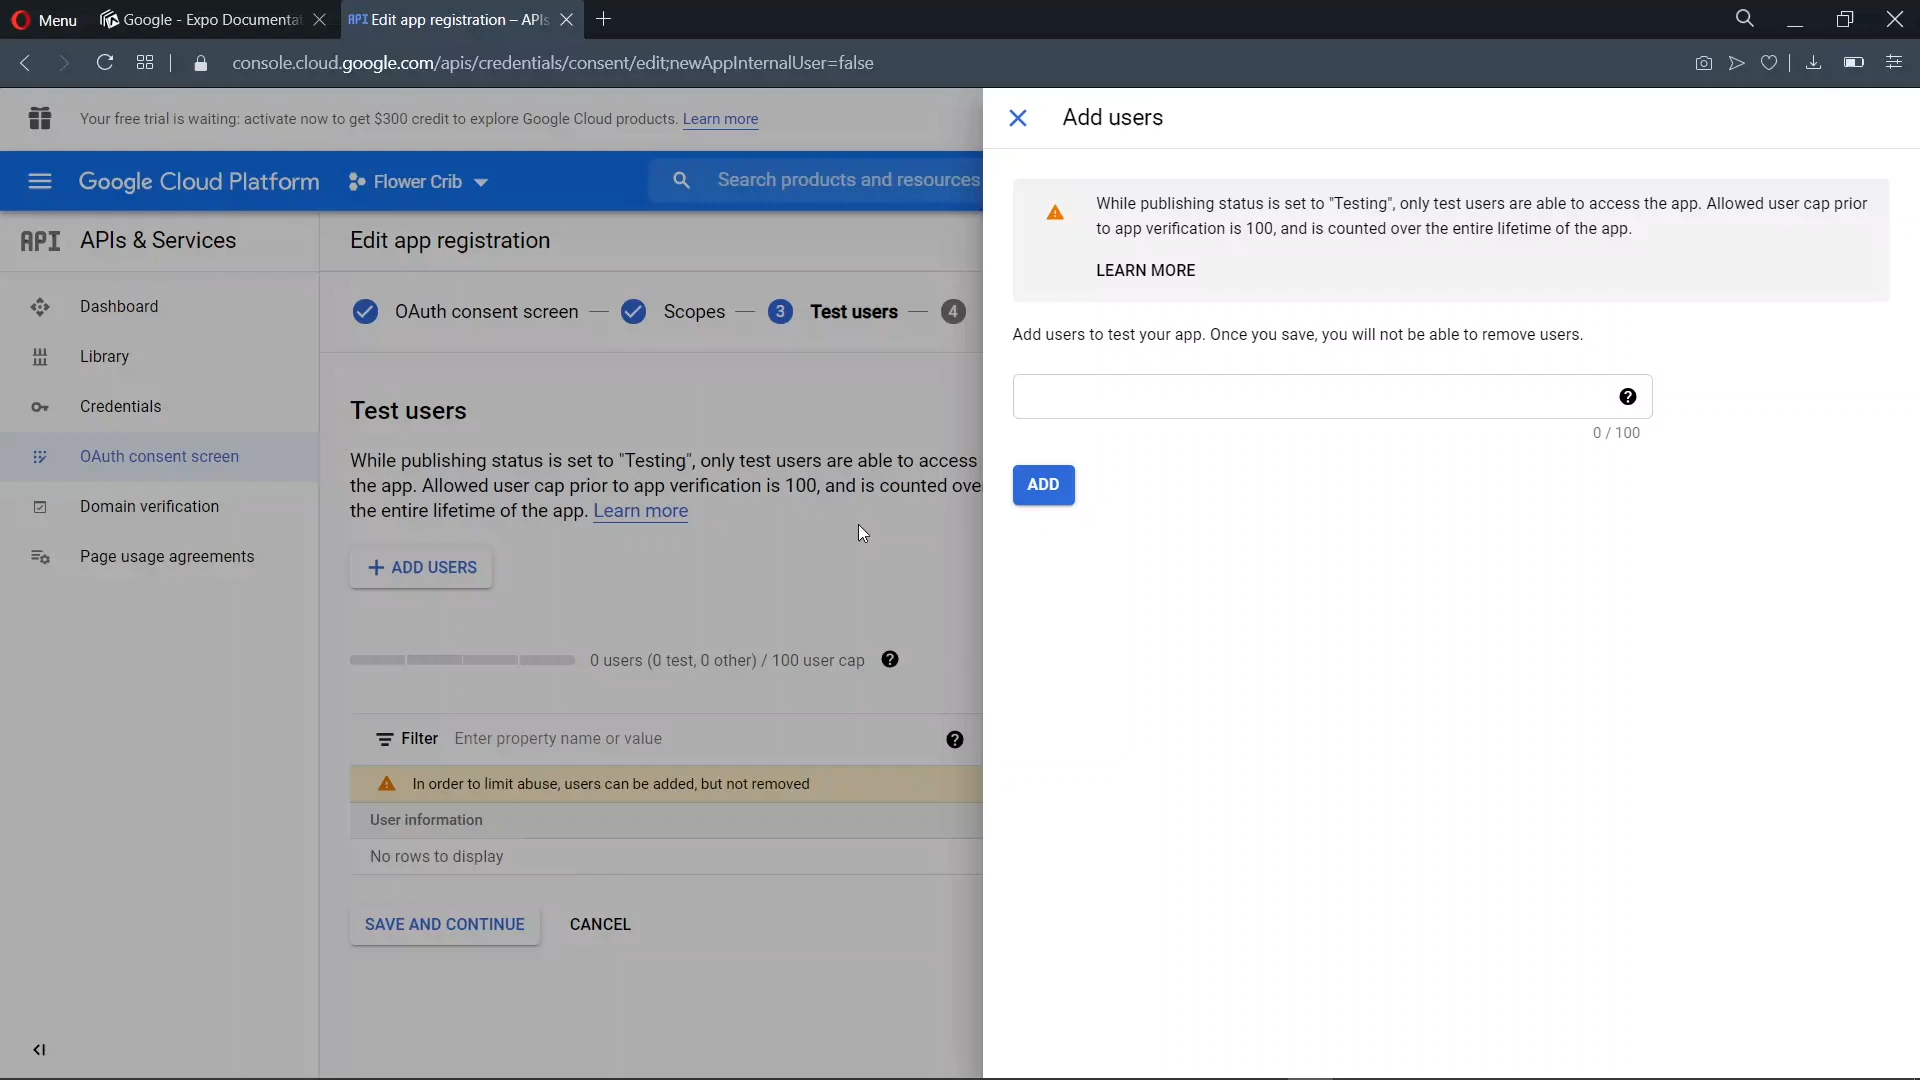 Menu
Google - Expo Documentat
API Edit app registration – APIs
console.cloud.google.com/apis/credentials/consent/edit;newAppInternalUser=false
Your free trial is waiting: activate now to get $300 credit to explore Google Cloud products. Learn more
Google Cloud Platform
Flower Crib
Search products and resources
API APIs & Services
Dashboard
Library
Credentials
OAuth consent screen
Domain verification
Page usage agreements
Edit app registration
OAuth consent screen — Scopes — 3 Test users — 4
Test users
While publishing status is set to "Testing", only test users are able to access
the app. Allowed user cap prior to app verification is 100, and is counted ove
the entire lifetime of the app. Learn more
+ ADD USERS
0 users (0 test, 0 other) / 100 user cap ?
Filter Enter property name or value ?
In order to limit abuse, users can be added, but not removed
User information
No rows to display
SAVE AND CONTINUE CANCEL
Add users
While publishing status is set to "Testing", only test users are able to access the app. Allowed user cap prior
to app verification is 100, and is counted over the entire lifetime of the app.
LEARN MORE
Add users to test your app. Once you save, you will not be able to remove users.
?
0 / 100
ADD